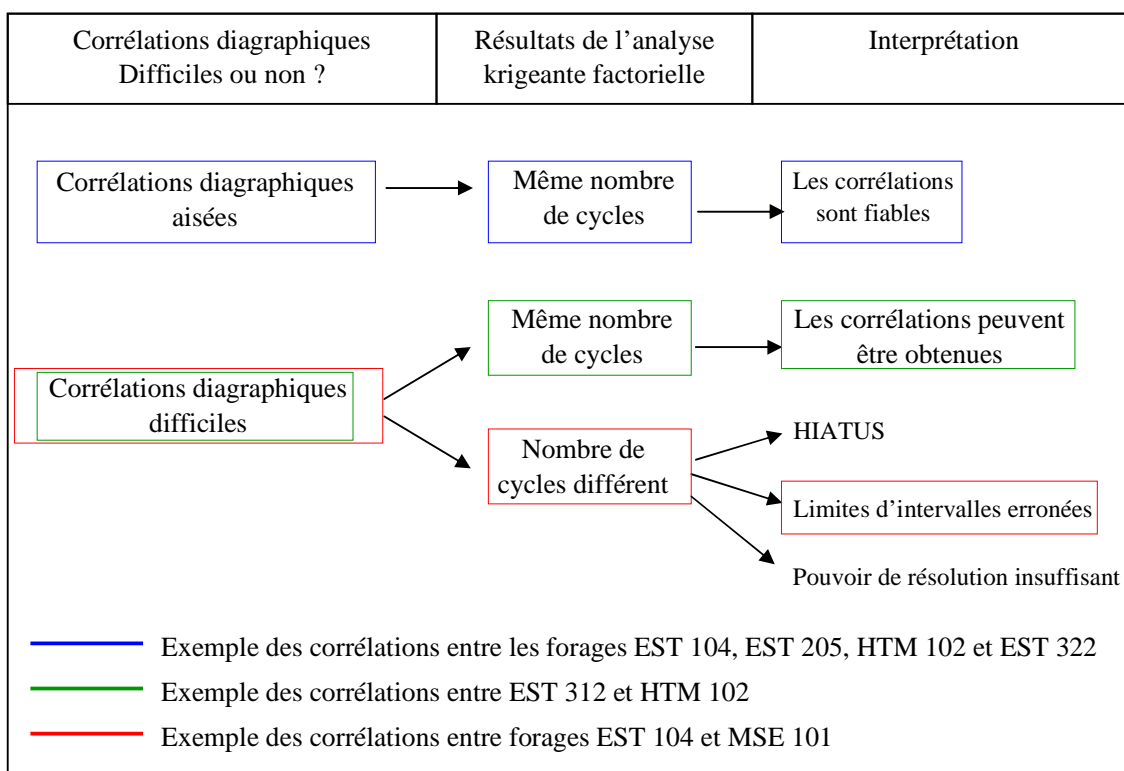 Corrélations diagraphiques
Difficiles ou non ?
Résultats de l'analyse
krigeante factorielle
Interprétation
Corrélations diagraphiques
aisées
Même nombre
de cycles
Les corrélations
sont fiables
Même nombre
de cycles
Les corrélations peuvent
être obtenues
Corrélations diagraphiques
difficiles
Nombre de
cycles différent
HIATUS
Limites d'intervalles erronées
Pouvoir de résolution insuffisant
Exemple des corrélations entre les forages EST 104, EST 205, HTM 102 et EST 322
Exemple des corrélations entre EST 312 et HTM 102
Exemple des corrélations entre forages EST 104 et MSE 101